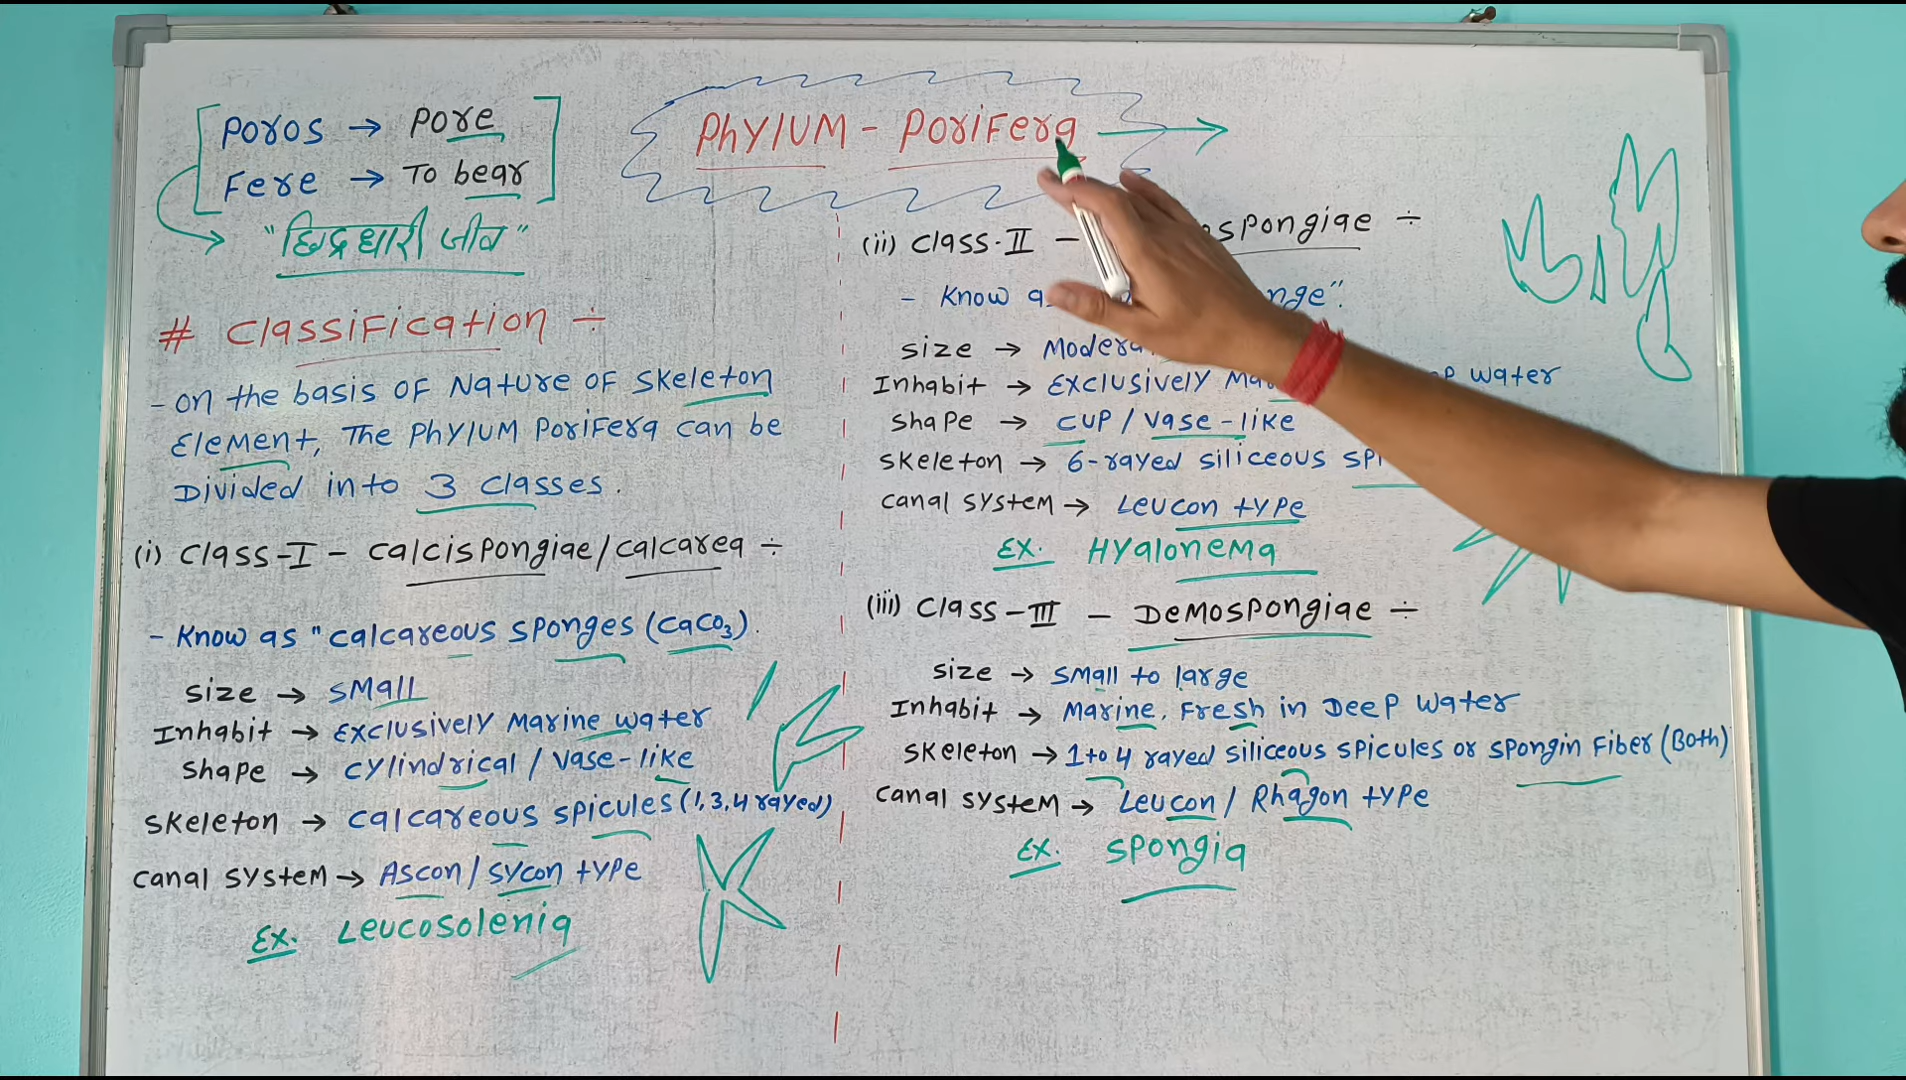 Poros → Pore
Fere → To bear
"छिद्रधारी जीव"
Phylum - Porifera →
# Classification ÷
- on the basis of Nature of skeleton
Element, The Phylum Porifera can be
Divided into 3 classes.
(i) Class-I - Calcispongiae/calcarea ÷
- Know as "calcareous sponges (CaCO3).
Size → small
Inhabit → Exclusively Marine water
Shape → cylindrical / Vase-like
Skeleton → calcareous spicules (1,3,4 rayed)
canal system → Ascon / sycon type
Ex. Leucosolenia
(ii) Class-II - spongiae ÷
- Know
size →
Inhabit → Exclusively water
shape → cup / Vase-like
skeleton → 6-rayed siliceous
canal system → Leucon type
Ex. Hyalonema
(iii) Class-III - Demospongiae ÷
size → small to large
Inhabit → Marine, Fresh in Deep water
skeleton → 1 to 4 rayed siliceous spicules or spongin Fiber (Both)
canal system → Leucon / Rhagon type
Ex. spongia